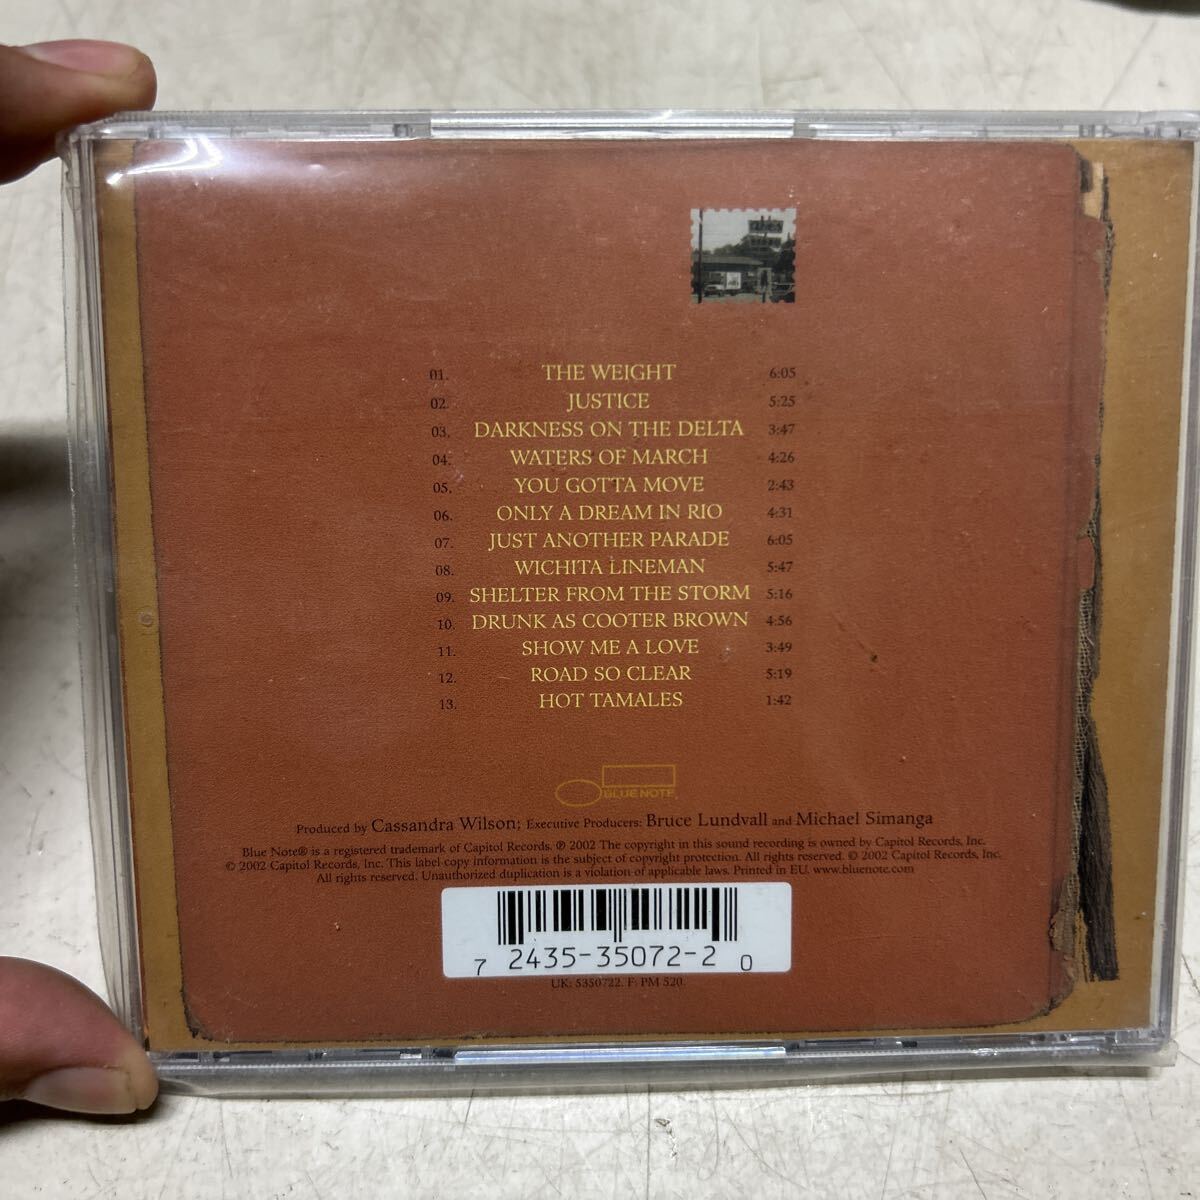 01. THE WEIGHT 6:05
02. JUSTICE 5:25
03. DARKNESS ON THE DELTA 3:47
04. WATERS OF MARCH 4:26
05. YOU GOTTA MOVE 2:43
06. ONLY A DREAM IN RIO 4:31
07. JUST ANOTHER PARADE 6:05
08. WICHITA LINEMAN 5:47
09. SHELTER FROM THE STORM 5:16
10. DRUNK AS COOTER BROWN 4:56
11. SHOW ME A LOVE 3:49
12. ROAD SO CLEAR 5:19
13. HOT TAMALES 1:42
BLUE NOTE
Produced by Cassandra Wilson; Executive Producers: Bruce Lundvall and Michael Simanga
Blue Note® is a registered trademark of Capitol Records. ℗ 2002 The copyright in this sound recording is owned by Capitol Records, Inc.
© 2002 Capitol Records, Inc. This label copy information is the subject of copyright protection. All rights reserved. © 2002 Capitol Records, Inc.
All rights reserved. Unauthorized duplication is a violation of applicable laws. Printed in EU. www.bluenote.com
7 2435-35072-2 0
UK: 5350722. F: PM 520.